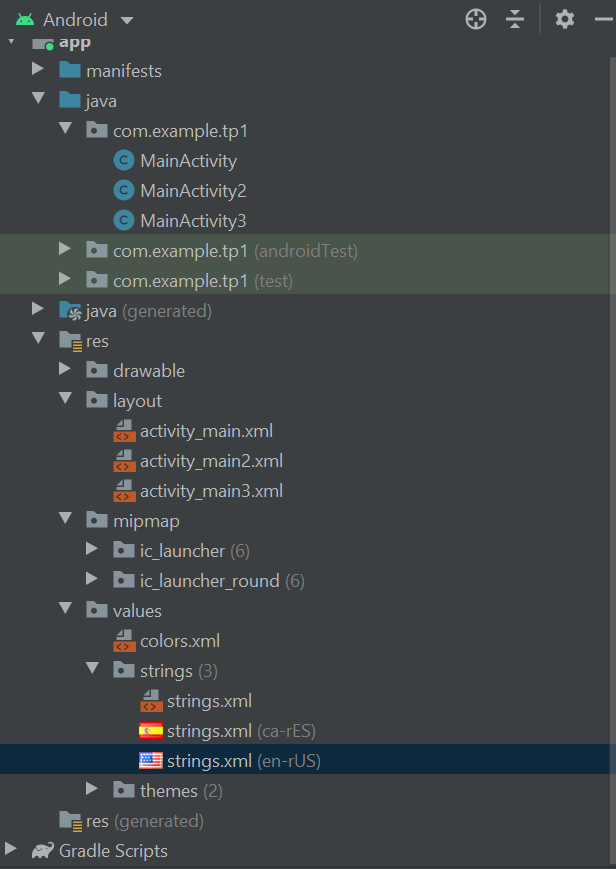 Android
app
manifests
java
com.example.tp1
C MainActivity
C MainActivity2
C MainActivity3
com.example.tp1 (androidTest)
com.example.tp1 (test)
java (generated)
res
drawable
layout
activity_main.xml
activity_main2.xml
activity_main3.xml
mipmap
ic_launcher (6)
ic_launcher_round (6)
values
colors.xml
strings (3)
strings.xml
strings.xml (ca-rES)
strings.xml (en-rUS)
themes (2)
res (generated)
Gradle Scripts